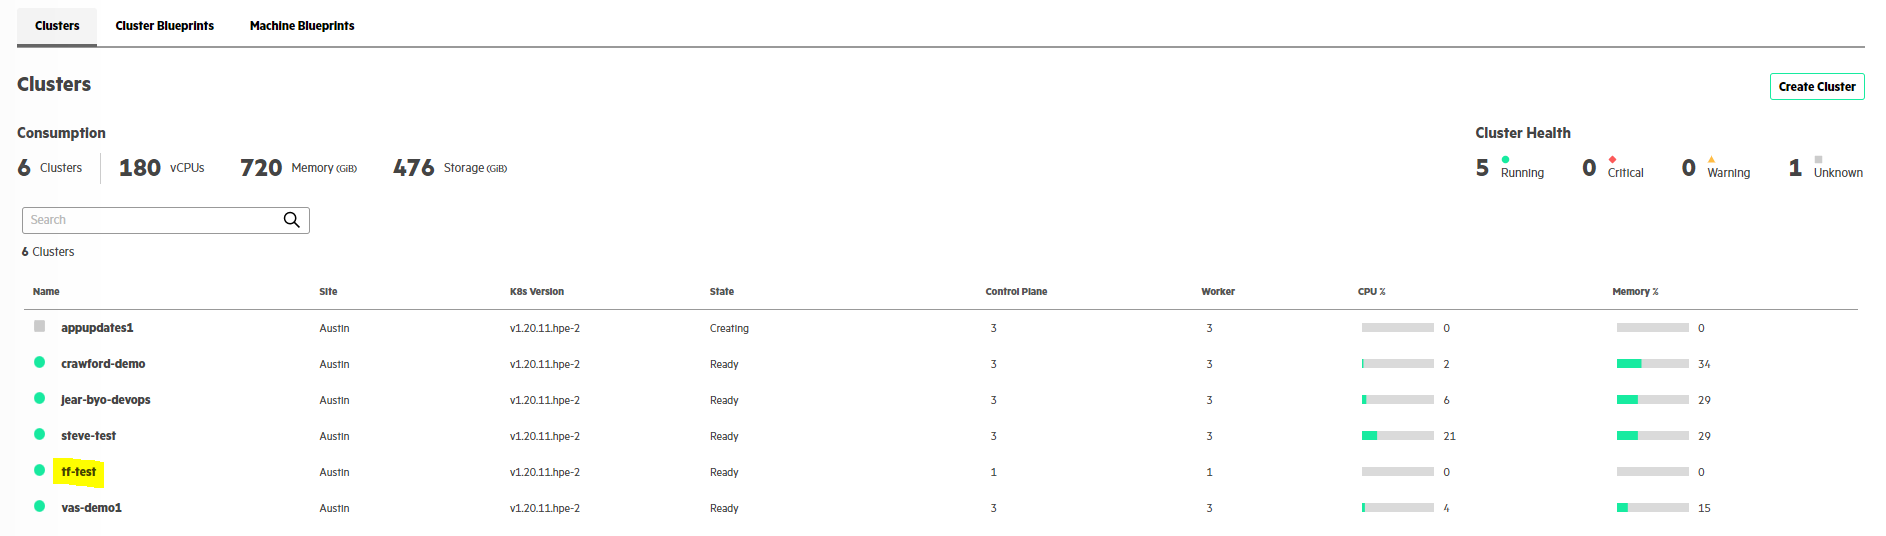 Clusters Cluster Blueprints Machine Blueprints
Clusters
Create Cluster
Consumption
Cluster Health
6 Clusters 180 vCPUs 720 Memory (GiB) 476 Storage (GiB)
5 Running 0 Critical 0 Warning 1 Unknown
Search
6 Clusters
Name Site K8s Version State Control Plane Worker CPU % Memory %
appupdates1 Austin v1.20.11.hpe-2 Creating 3 3 0 0
crawford-demo Austin v1.20.11.hpe-2 Ready 3 3 2 34
jear-byo-devops Austin v1.20.11.hpe-2 Ready 3 3 6 29
steve-test Austin v1.20.11.hpe-2 Ready 3 3 21 29
tf-test Austin v1.20.11.hpe-2 Ready 1 1 0 0
vas-demo1 Austin v1.20.11.hpe-2 Ready 3 3 4 15